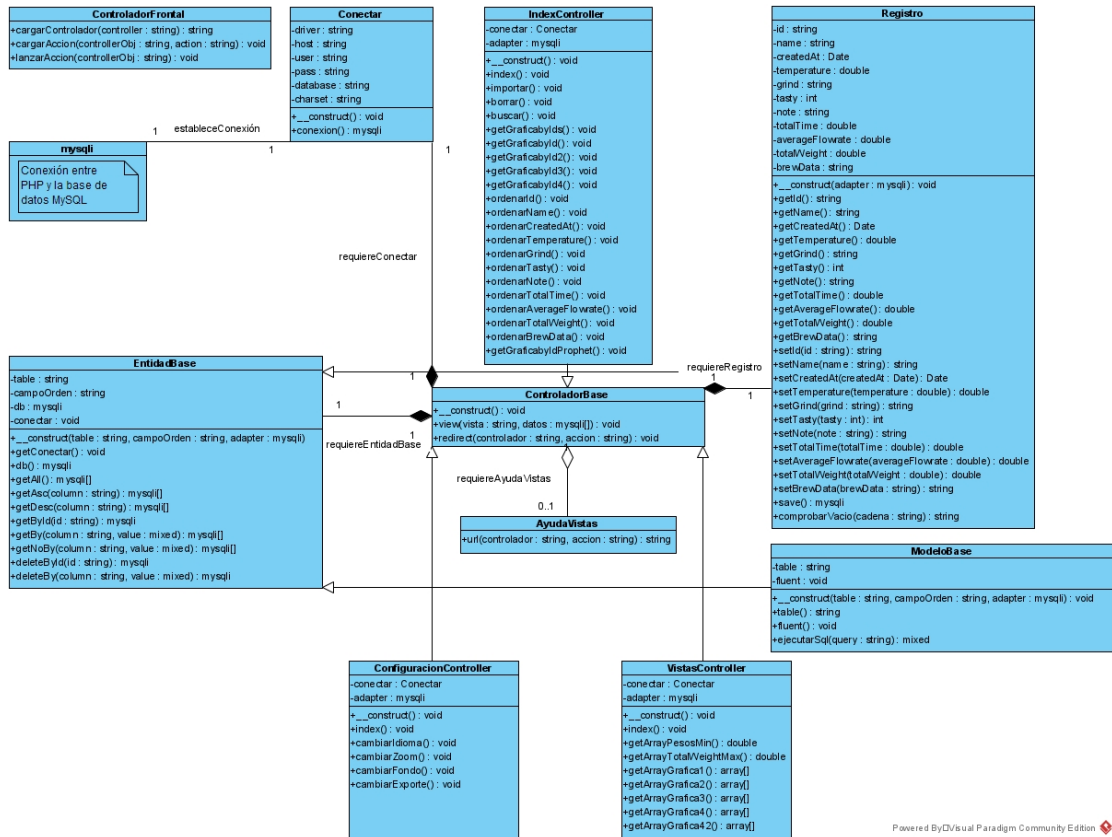 ControladorFrontal
+cargarControlador(controller : string) : string
+cargarAccion(controllerObj : string, action : string) : void
+lanzarAccion(controllerObj : string) : void
Conectar
-driver : string
-host : string
-user : string
-pass : string
-database : string
-charset : string
+__construct() : void
+conexion() : mysqli
IndexController
-conectar : Conectar
-adapter : mysqli
+__construct() : void
+index() : void
+importar() : void
+borrar() : void
+buscar() : void
+getGraficabyIds() : void
+getGraficabyId() : void
+getGraficabyId2() : void
+getGraficabyId3() : void
+getGraficabyId4() : void
+ordenarId() : void
+ordenarName() : void
+ordenarCreatedAt() : void
+ordenarTemperature() : void
+ordenarGrind() : void
+ordenarTasty() : void
+ordenarNote() : void
+ordenarTotalTime() : void
+ordenarAverageFlowrate() : void
+ordenarTotalWeight() : void
+ordenarBrewData() : void
+getGraficabyIdProphet() : void
Registro
-id : string
-name : string
-createdAt : Date
-temperature : double
-grind : string
-tasty : int
-note : string
-totalTime : double
-averageFlowrate : double
-totalWeight : double
-brewData : string
+__construct(adapter : mysqli) : void
+getId() : string
+getName() : string
+getCreatedAt() : Date
+getTemperature() : double
+getGrind() : string
+getTasty() : int
+getNote() : string
+getTotalTime() : double
+getAverageFlowrate() : double
+getTotalWeight() : double
+getBrewData() : string
+setId(id : string) : string
+setName(name : string) : string
+setCreatedAt(createdAt : Date) : Date
+setTemperature(temperature : double) : double
+setGrind(grind : string) : string
+setTasty(tasty : int) : int
+setNote(note : string) : string
+setTotalTime(totalTime : double) : double
+setAverageFlowrate(averageFlowrate : double) : double
+setTotalWeight(totalWeight : double) : double
+setBrewData(brewData : string) : string
+save() : mysqli
+comprobarVacio(cadena : string) : string
1 estableceConexión
1
1
mysqli
Conexión entre
PHP y la base de
datos MySQL
requiereConectar
EntidadBase
-table : string
-campoOrden : string
-db : mysqli
-conectar : void
+__construct(table : string, campoOrden : string, adapter : mysqli)
+getConectar() : void
+db() : mysqli
+getAll() : mysqli[]
+getAsc(column : string) : mysqli[]
+getDesc(column : string) : mysqli[]
+getById(id : string) : mysqli
+getBy(column : string, value : mixed) : mysqli[]
+getNoBy(column : string, value : mixed) : mysqli[]
+deleteById(id : string) : mysqli
+deleteBy(column : string, value : mixed) : mysqli
requiereRegistro
1
1
1
1
1
requiereEntidadBase
ControladorBase
+__construct() : void
+view(vista : string, datos : mysqli[]) : void
+redirect(controlador : string, accion : string) : void
1
requiereAyudaVistas
0..1
AyudaVistas
+url(controlador : string, accion : string) : string
ModeloBase
-table : string
-fluent : void
+__construct(table : string, campoOrden : string, adapter : mysqli) : void
+table() : string
+fluent() : void
+ejecutarSql(query : string) : mixed
ConfiguracionController
-conectar : Conectar
-adapter : mysqli
+__construct() : void
+index() : void
+cambiarIdioma() : void
+cambiarZoom() : void
+cambiarFondo() : void
+cambiarExporte() : void
VistasController
-conectar : Conectar
-adapter : mysqli
+__construct() : void
+index() : void
+getArrayPesosMin() : double
+getArrayTotalWeightMax() : double
+getArrayGrafica1() : array[]
+getArrayGrafica2() : array[]
+getArrayGrafica3() : array[]
+getArrayGrafica4() : array[]
+getArrayGrafica42() : array[]
Powered By Visual Paradigm Community Edition